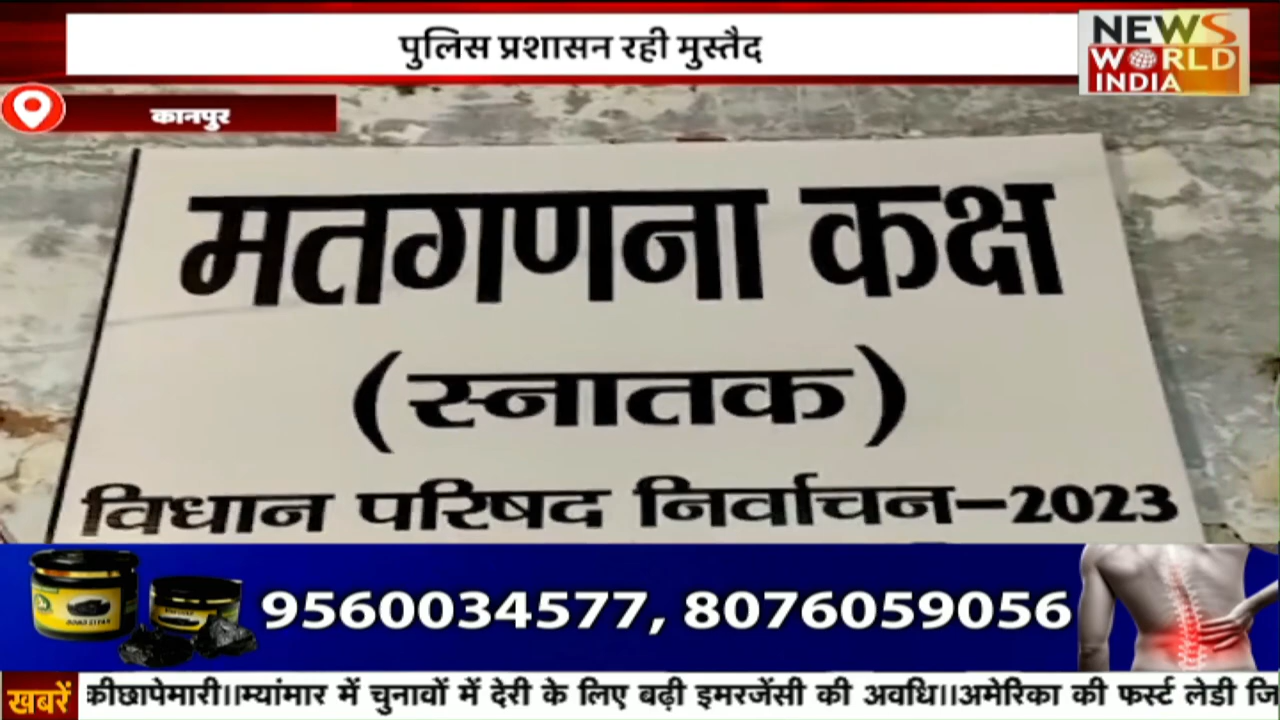 पुलिस प्रशासन रही मुस्तैद
NEWS
WORLD
INDIA
कानपुर
मतगणना कक्ष
(स्नातक)
विधान परिषद निर्वाचन–2023
9560034577, 8076059056
खबरें
कीछापेमारी।।म्यांमार में चुनावों में देरी के लिए बढ़ी इमरजेंसी की अवधि।।अमेरिका की फर्स्ट लेडी जि